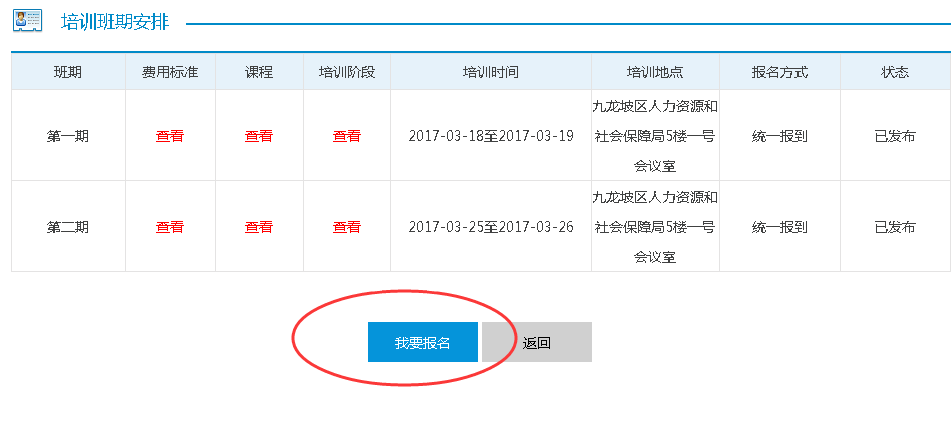 培训班期安排
班期 费用标准 课程 培训阶段 培训时间 培训地点 报名方式 状态
第一期 查看 查看 查看 2017-03-18至2017-03-19 九龙坡区人力资源和 统一报到 已发布
社会保障局5楼一号
会议室
第二期 查看 查看 查看 2017-03-25至2017-03-26 九龙坡区人力资源和 统一报到 已发布
社会保障局5楼一号
会议室
我要报名 返回